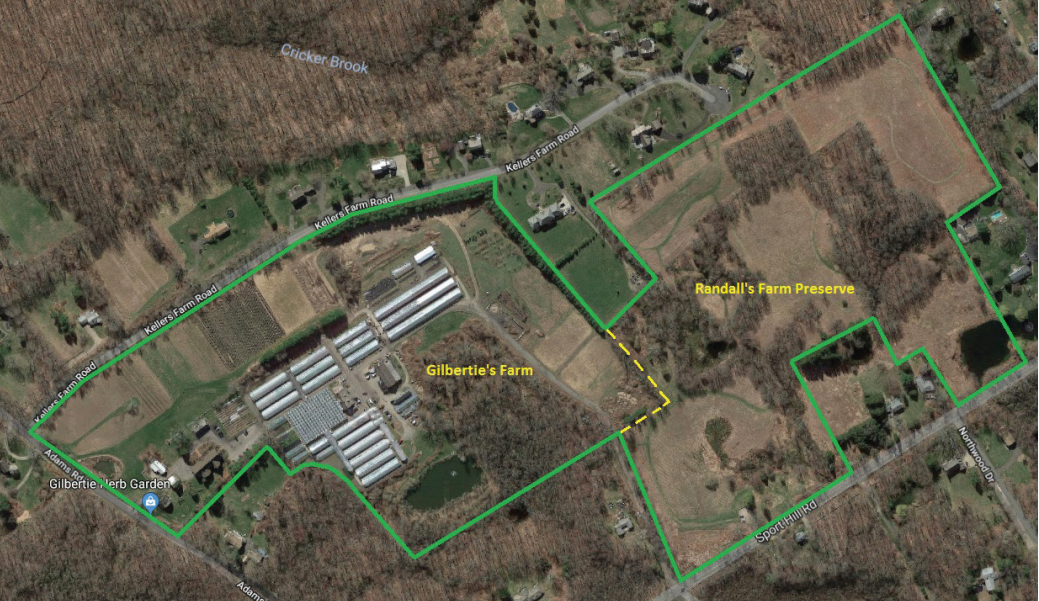 Cricker Brook
Kellers Farm Road
Kellers Farm Road
Kellers Farm Road
Kellers Farm Road
Randall's Farm Preserve
Gilbertie's Farm
Adams Rd
Gilbertie Herb Garden
Northwood Dr
Sport Hill Rd
Adams